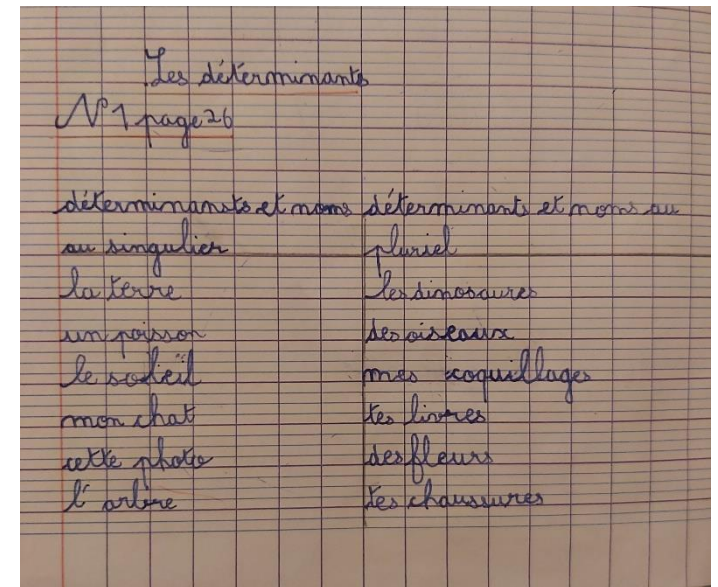 Les déterminants
N° 1 page 26
déterminants et noms déterminants et noms au
au singulier pluriel
la terre les dinosaures
un poisson des oiseaux
le soleil mes coquillages
mon chat tes livres
cette photo des fleurs
l'arbre tes chaussures